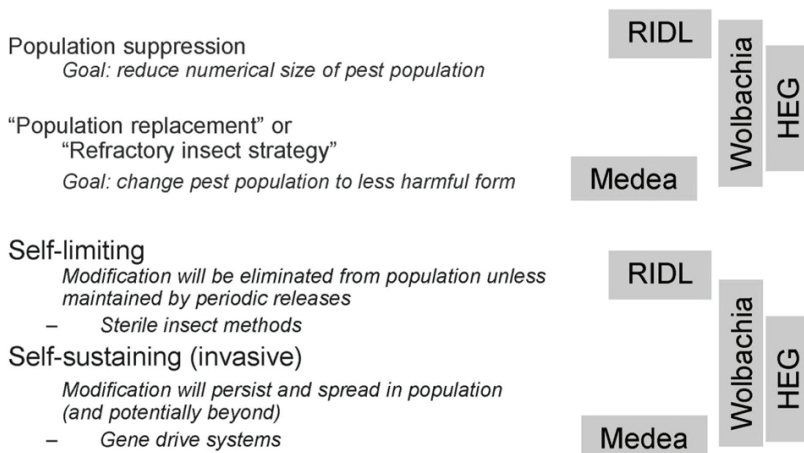 Population suppression
Goal: reduce numerical size of pest population
“Population replacement” or
“Refractory insect strategy”
Goal: change pest population to less harmful form
RIDL
Wolbachia
HEG
Medea
Self-limiting
Modification will be eliminated from population unless
maintained by periodic releases
– Sterile insect methods
Self-sustaining (invasive)
Modification will persist and spread in population
(and potentially beyond)
– Gene drive systems
RIDL
Wolbachia
HEG
Medea